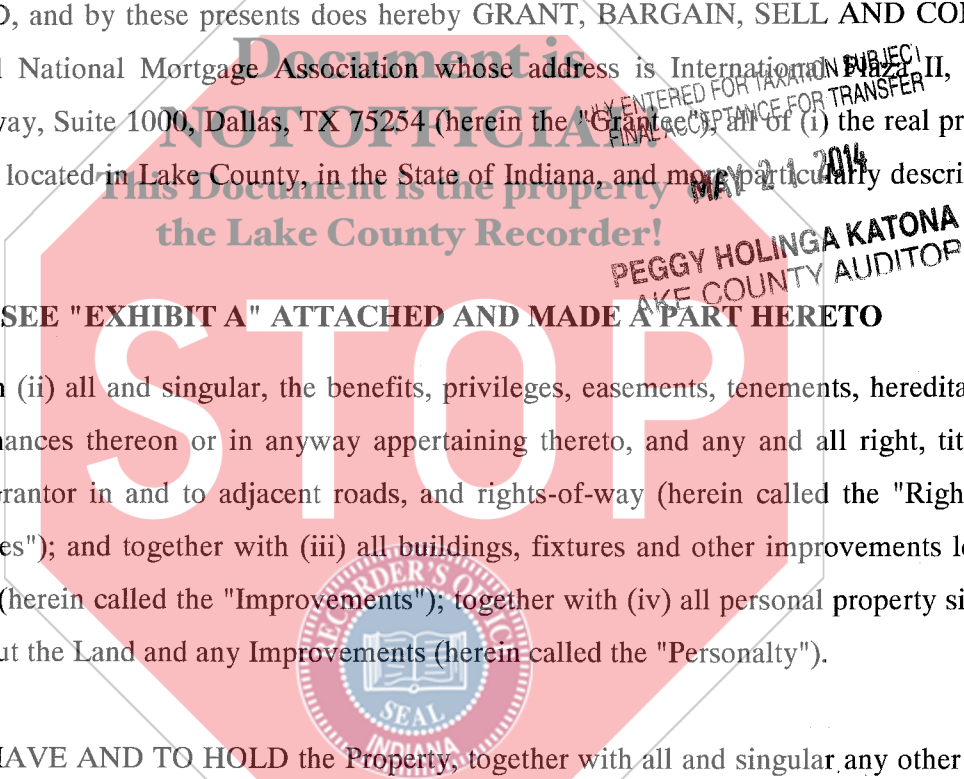 D, and by these presents does hereby GRANT, BARGAIN, SELL AND CON
Document is
l National Mortgage Association whose address is International Plaza II,
ENTERED FOR TAXATION SUBJECT
FINAL ACCEPTANCE FOR TRANSFER
NOT OFFICIAL!
way, Suite 1000, Dallas, TX 75254 (herein the "Grantee"), all of (i) the real pr
MAY 21 2014
located in Lake County, in the State of Indiana, and more particularly descri
This Document is the property
the Lake County Recorder!
PEGGY HOLINGA KATONA
LAKE COUNTY AUDITOR
SEE "EXHIBIT A" ATTACHED AND MADE A PART HERETO
STOP
n (ii) all and singular, the benefits, privileges, easements, tenements, heredita
nances thereon or in anyway appertaining thereto, and any and all right, tit
Grantor in and to adjacent roads, and rights-of-way (herein called the "Righ
es"); and together with (iii) all buildings, fixtures and other improvements l
(herein called the "Improvements"); together with (iv) all personal property si
ut the Land and any Improvements (herein called the "Personalty").
RECORDER'S OFFICE
SEAL
INDIANA
HAVE AND TO HOLD the Property, together with all and singular any other